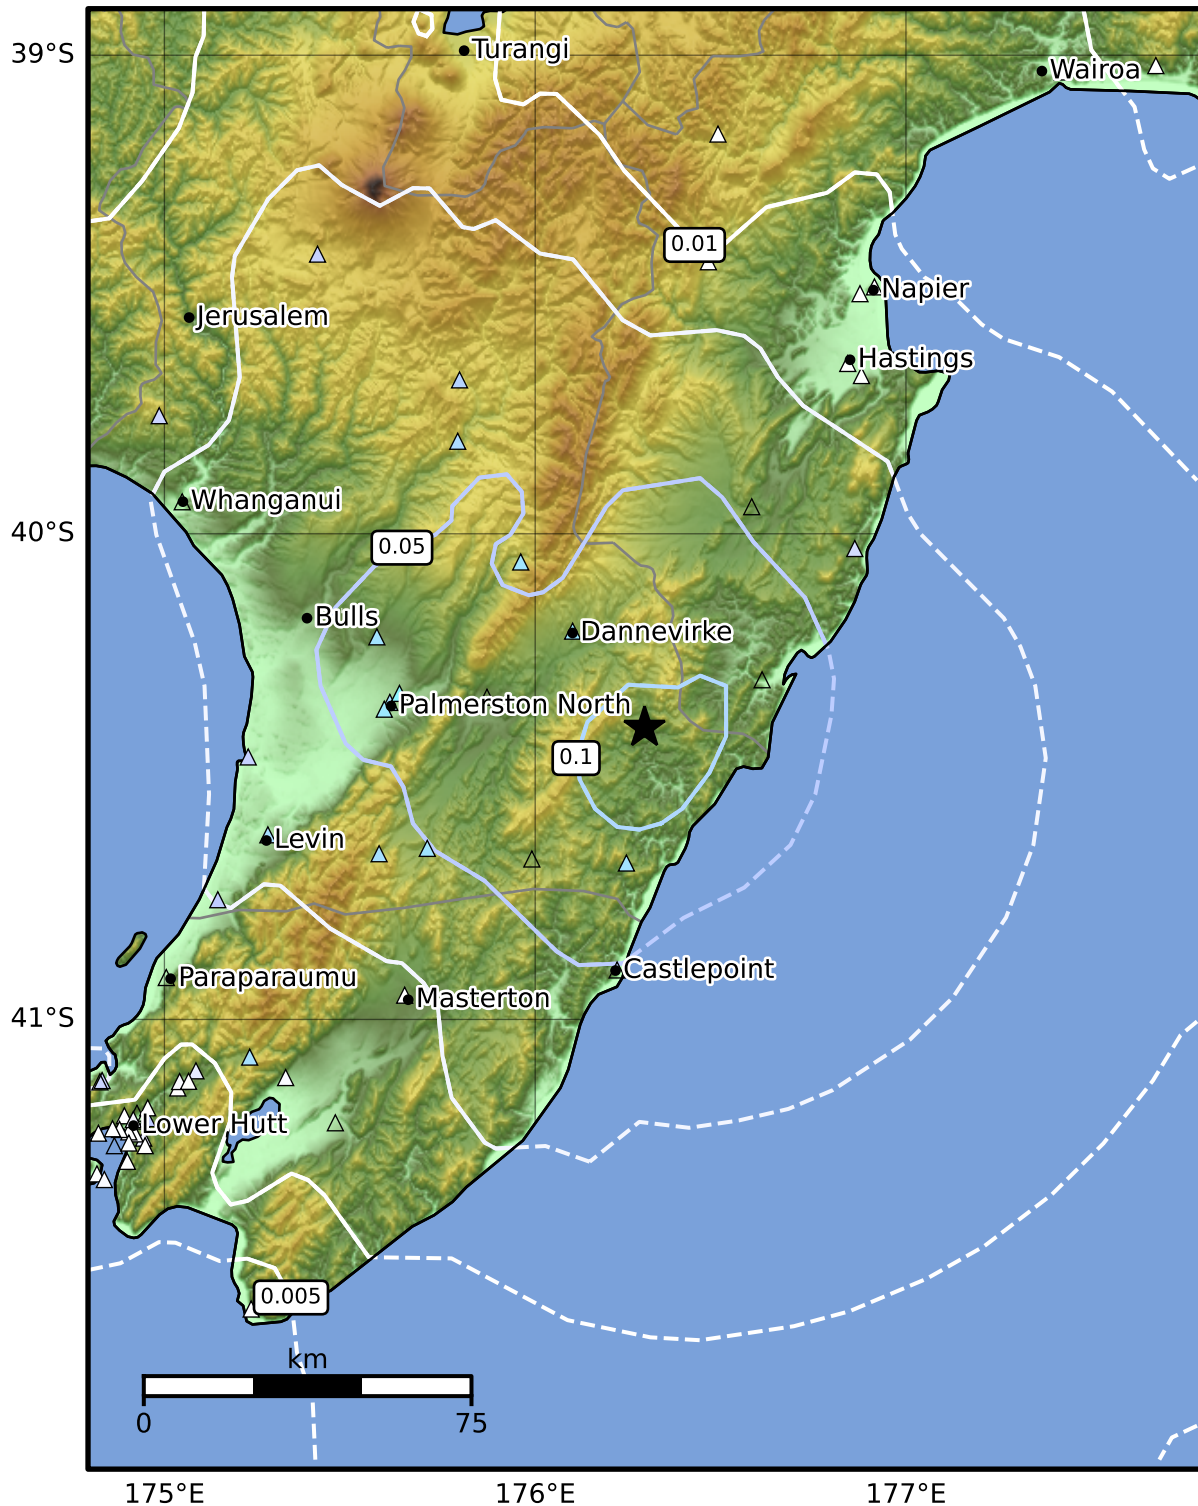 39°S
Turangi
Wairoa
0.01
Napier
Jerusalem
Hastings
Whanganui
40°S
0.05
Bulls
Dannevirke
Palmerston North
0.1
Levin
Castlepoint
Paraparaumu
Masterton
41°S
Lower Hutt
0.005
km
0 75
175°E 176°E 177°E